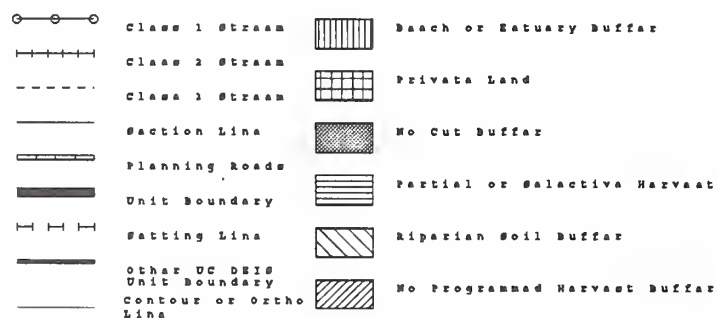 Class 1 Stream
Class 2 Stream
Class 3 Stream
Section Line
Planning Roads
Unit Boundary
Setting Line
Other UC DEIS
Unit Boundary
Contour or Ortho
Line
Beach or Estuary Buffer
Private Land
No Cut Buffer
Partial or Selective Harvest
Riparian Soil Buffer
No Programmed Harvest Buffer